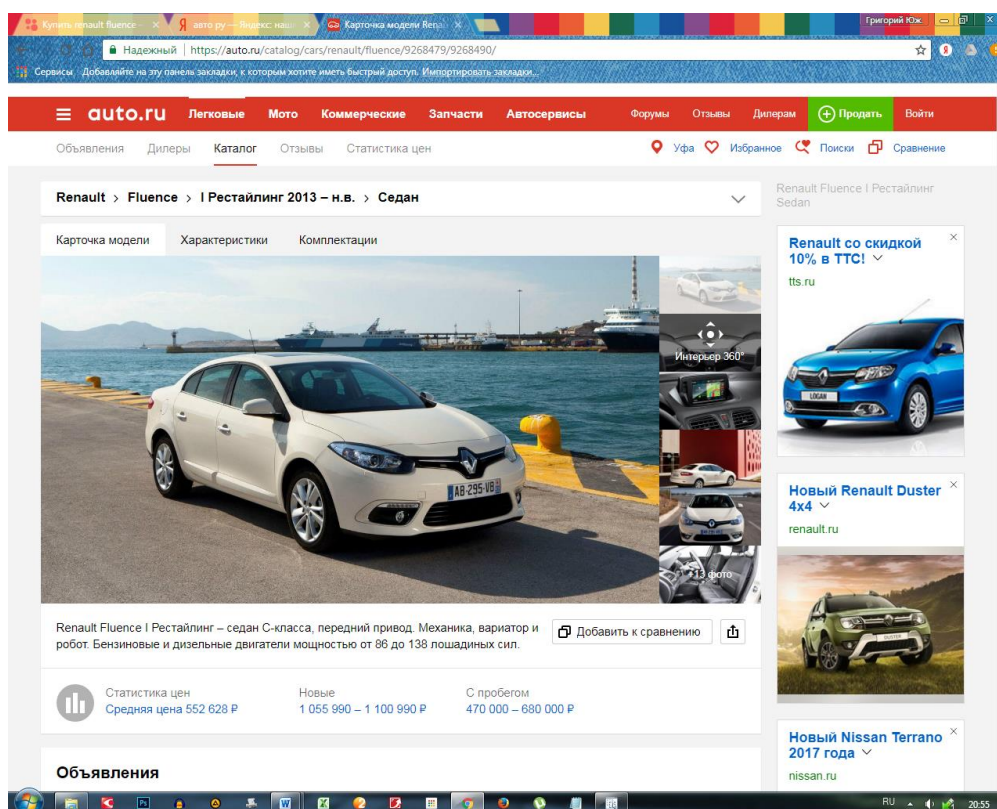 Купить renault fluence -
авто ру — Яндекс: наш
Карточка модели Rena
Григорий Юж
Надежный | https://auto.ru/catalog/cars/renault/fluence/9268479/9268490/
Сервисы Добавляйте на эту панель закладки, к которым хотите иметь быстрый доступ. Импортировать закладки...
auto.ru Легковые Мото Коммерческие Запчасти Автосервисы Форумы Отзывы Дилерам Продать Войти
Объявления Дилеры Каталог Отзывы Статистика цен Уфа Избранное Поиски Сравнение
Renault > Fluence > I Рестайлинг 2013 – н.в. > Седан
Карточка модели Характеристики Комплектации
Интерьер 360°
AB-295-VB
+13 фото
Renault Fluence I Рестайлинг – седан C-класса, передний привод. Механика, вариатор и
робот. Бензиновые и дизельные двигатели мощностью от 86 до 138 лошадиных сил.
Добавить к сравнению
Статистика цен
Средняя цена 552 628 ₽
Новые
1 055 990 – 1 100 990 ₽
С пробегом
470 000 – 680 000 ₽
Объявления
Renault Fluence I Рестайлинг
Sedan
Renault со скидкой
10% в ТТС!
tts.ru
LOGAN
Новый Renault Duster
4x4
renault.ru
DUSTER
Новый Nissan Terrano
2017 года
nissan.ru
RU 20:55